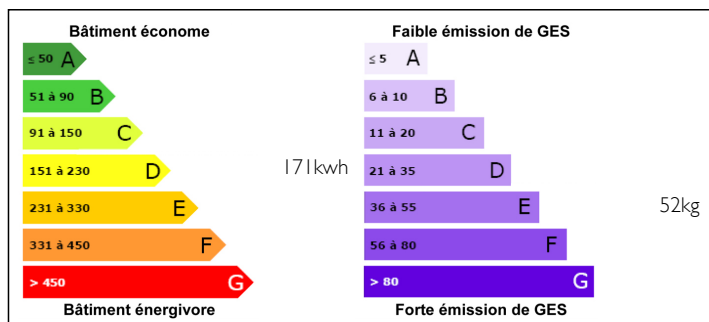 Bâtiment économe
≤ 50 A
51 à 90 B
91 à 150 C
151 à 230 D
171kwh
231 à 330 E
331 à 450 F
> 450 G
Bâtiment énergivore
Faible émission de GES
≤ 5 A
6 à 10 B
11 à 20 C
21 à 35 D
36 à 55 E
52kg
56 à 80 F
> 80 G
Forte émission de GES